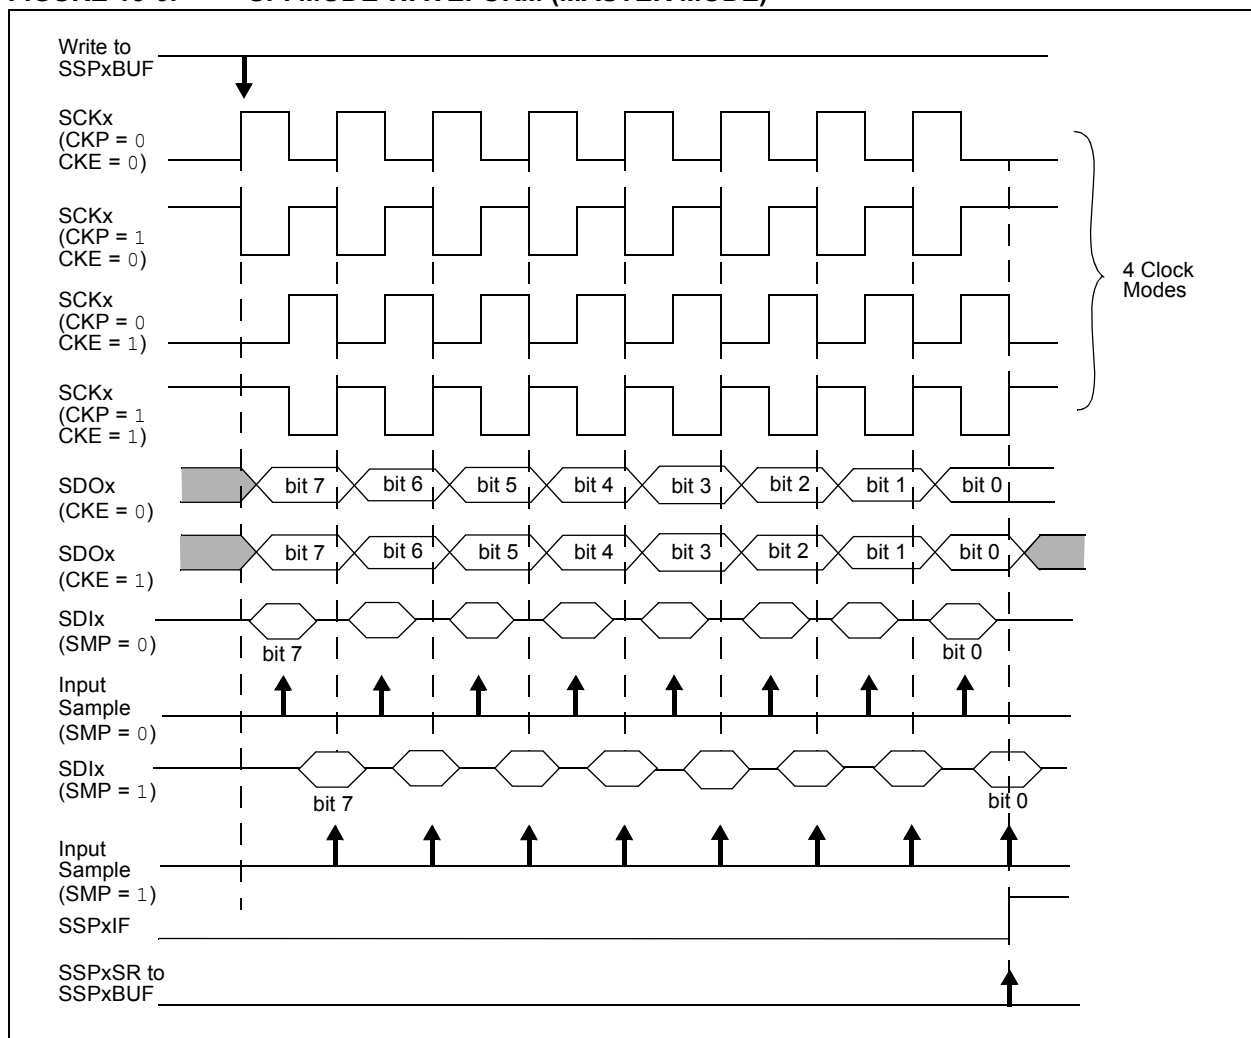 Write to
SSPxBUF
SCKx
(CKP = 0
CKE = 0)
SCKx
(CKP = 1
CKE = 0)
SCKx
(CKP = 0
CKE = 1)
SCKx
(CKP = 1
CKE = 1)
4 Clock
Modes
SDOx
(CKE = 0)
bit 7 bit 6 bit 5 bit 4 bit 3 bit 2 bit 1 bit 0
SDOx
(CKE = 1)
bit 7 bit 6 bit 5 bit 4 bit 3 bit 2 bit 1 bit 0
SDIx
(SMP = 0)
bit 7 bit 0
Input
Sample
(SMP = 0)
SDIx
(SMP = 1)
bit 7 bit 0
Input
Sample
(SMP = 1)
SSPxIF
SSPxSR to
SSPxBUF